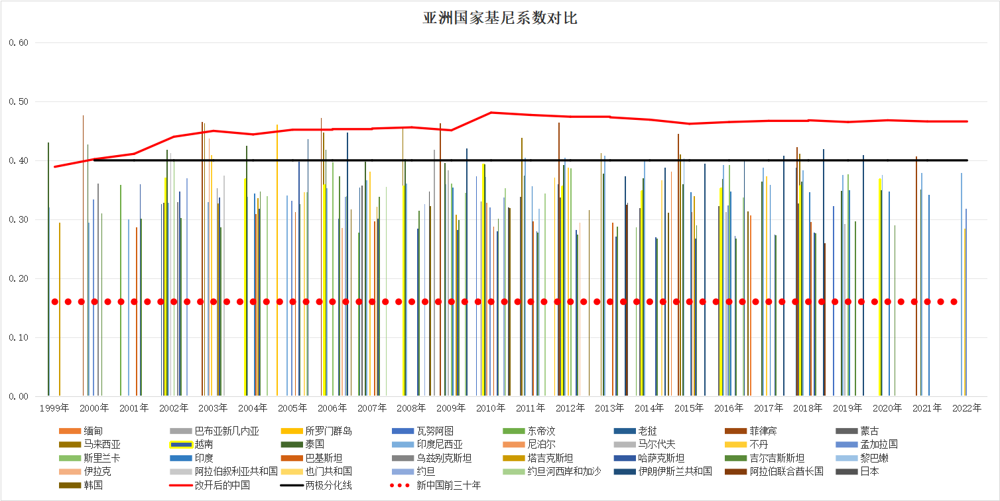 亚洲国家基尼系数对比
0.60
0.50
0.40
0.30
0.20
0.10
0.00
1999年 2000年 2001年 2002年 2003年 2004年 2005年 2006年 2007年 2008年 2009年 2010年 2011年 2012年 2013年 2014年 2015年 2016年 2017年 2018年 2019年 2020年 2021年 2022年
缅甸 巴布亚新几内亚 所罗门群岛 瓦努阿图 东帝汶 老挝 菲律宾 蒙古
马来西亚 越南 泰国 印度尼西亚 尼泊尔 马尔代夫 不丹 孟加拉国
斯里兰卡 印度 巴基斯坦 乌兹别克斯坦 塔吉克斯坦 哈萨克斯坦 吉尔吉斯斯坦 黎巴嫩
伊拉克 阿拉伯叙利亚共和国 也门共和国 约旦 约旦河西岸和加沙 伊朗伊斯兰共和国 阿拉伯联合酋长国 日本
韩国 改开后的中国 两极分化线 新中国前三十年